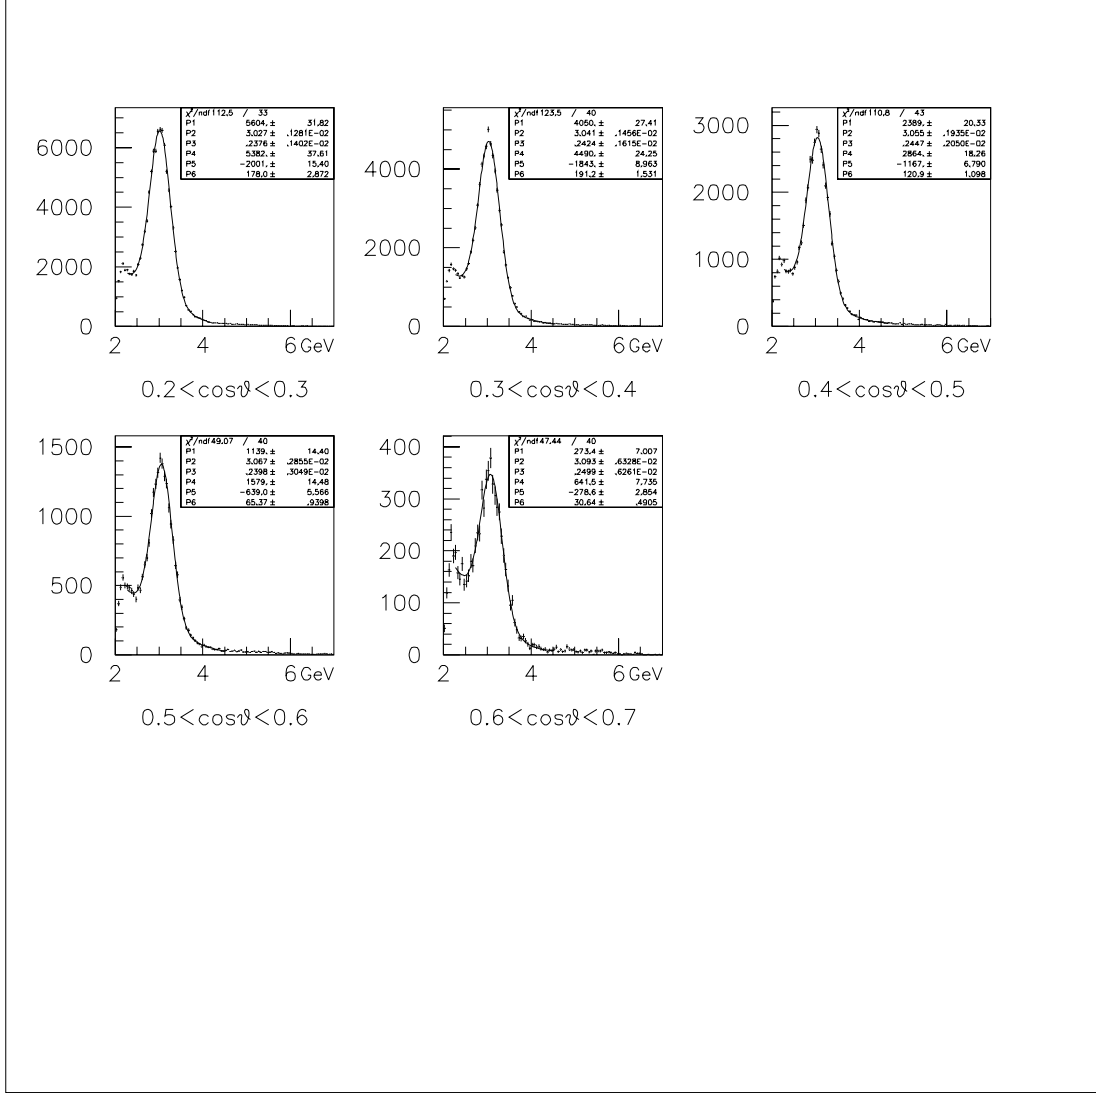 χ²/ndf 112.5 / 33
P1 5604. ± 31.82
P2 3.027 ± .1281E-02
P3 .2376 ± .1402E-02
P4 5382. ± 37.61
P5 -2001. ± 15.40
P6 178.0 ± 2.872
6000
4000
2000
0
2 4 6 GeV
0.2<cosϑ<0.3
χ²/ndf 123.5 / 40
P1 4050. ± 27.41
P2 3.041 ± .1456E-02
P3 .2424 ± .1615E-02
P4 4490. ± 24.25
P5 -1843. ± 8.963
P6 191.2 ± 1.531
4000
2000
0
2 4 6 GeV
0.3<cosϑ<0.4
χ²/ndf 110.8 / 43
P1 2389. ± 20.33
P2 3.055 ± .1935E-02
P3 .2447 ± .2050E-02
P4 2864. ± 18.26
P5 -1167. ± 6.790
P6 120.9 ± 1.098
3000
2000
1000
0
2 4 6 GeV
0.4<cosϑ<0.5
χ²/ndf 49.07 / 40
P1 1139. ± 14.40
P2 3.067 ± .2855E-02
P3 .2398 ± .3049E-02
P4 1579. ± 14.48
P5 -639.0 ± 5.566
P6 65.37 ± .9398
1500
1000
500
0
2 4 6 GeV
0.5<cosϑ<0.6
χ²/ndf 47.44 / 40
P1 273.4 ± 7.007
P2 3.093 ± .6328E-02
P3 .2499 ± .6261E-02
P4 641.5 ± 7.735
P5 -278.6 ± 2.854
P6 30.64 ± .4905
400
300
200
100
0
2 4 6 GeV
0.6<cosϑ<0.7